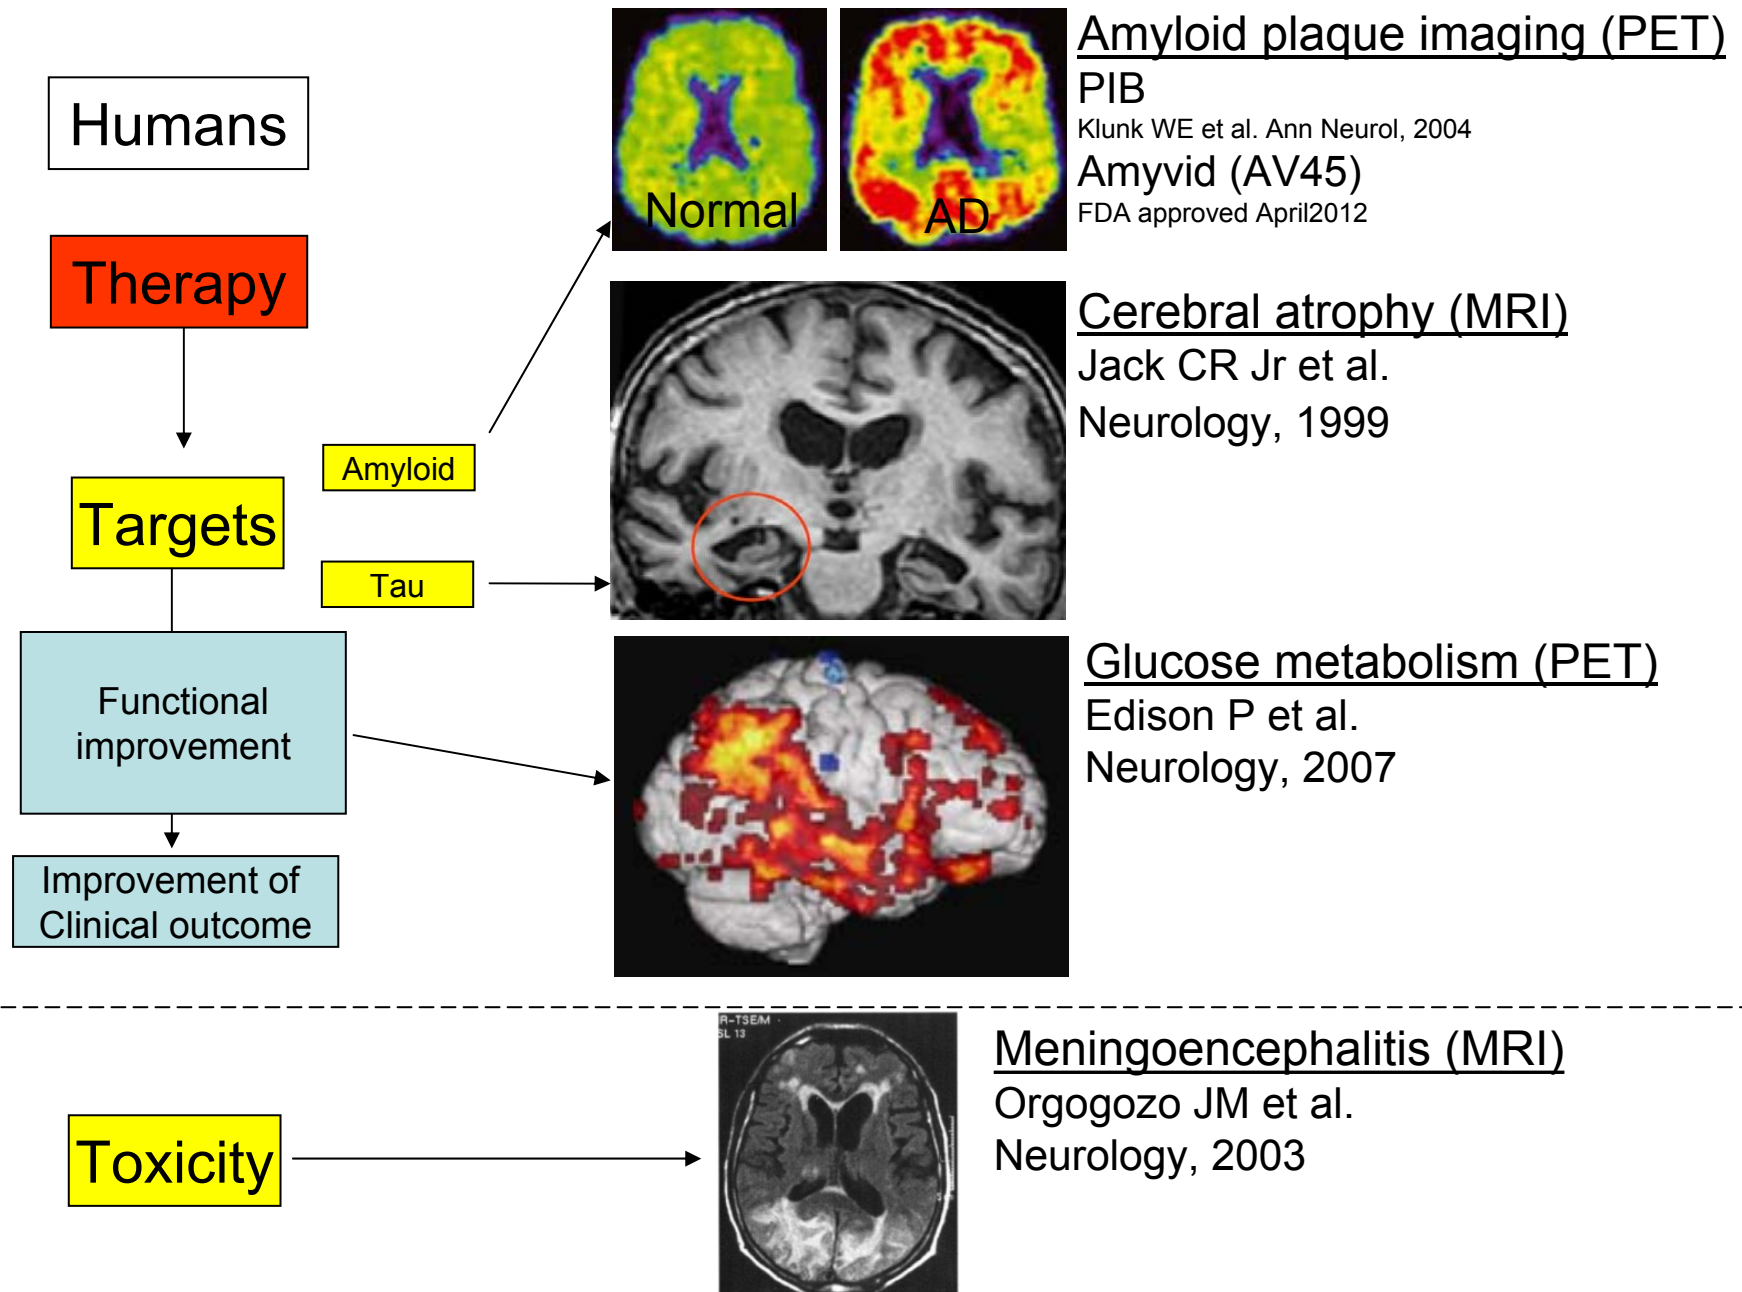 Humans
Therapy
Targets
Amyloid
Tau
Functional
improvement
Improvement of
Clinical outcome
Normal
AD
Amyloid plaque imaging (PET)
PIB
Klunk WE et al. Ann Neurol, 2004
Amyvid (AV45)
FDA approved April2012
Cerebral atrophy (MRI)
Jack CR Jr et al.
Neurology, 1999
Glucose metabolism (PET)
Edison P et al.
Neurology, 2007
Toxicity
R-TSE/M
SL 13
Meningoencephalitis (MRI)
Orgogozo JM et al.
Neurology, 2003